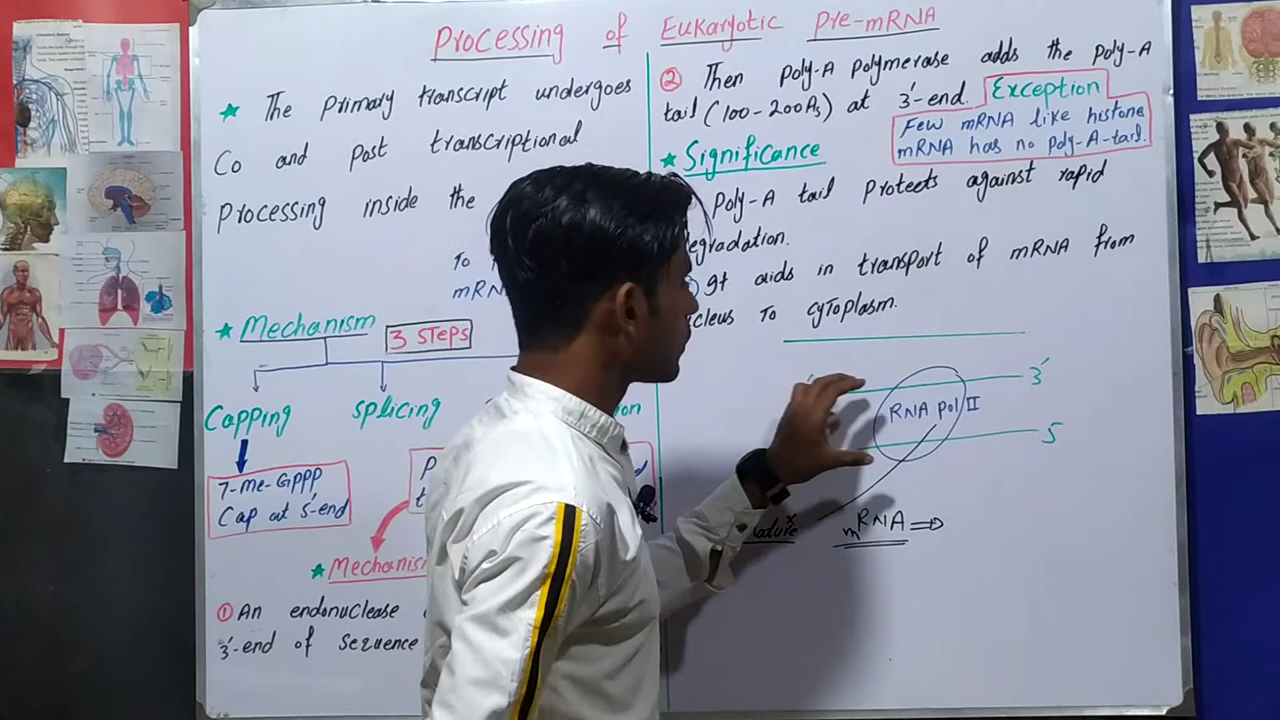 Processing of Eukaryotic Pre-mRNA
★ The Primary transcript undergoes
Co and Post transcriptional
Processing inside the
To
mRN
★ Mechanism 3 STEPS
Capping splicing ion
7-Me-GPPP
Cap at 5'-end
★ Mechanism
① An endonuclease
3'-end of sequence
② Then Poly-A polymerase adds the Poly-A
tail (100-200As) at 3'-end. Exception
Few mRNA like histone
mRNA has no poly-A-tail.
★ Significance
Poly-A tail Protects against rapid
egradation.
It aids in transport of mRNA from
cleus To cytoplasm.
3'
RNA Pol II
5
mRNA ⇒